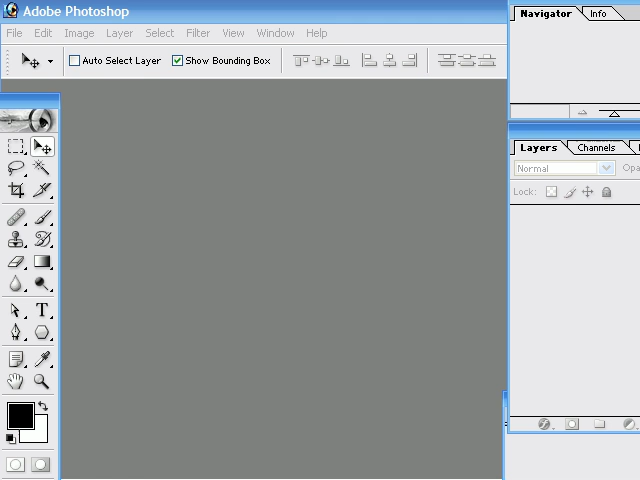 Adobe Photoshop
File Edit Image Layer Select Filter View Window Help
Auto Select Layer Show Bounding Box
Navigator Info
Layers Channels
Normal
Opa
Lock:
T